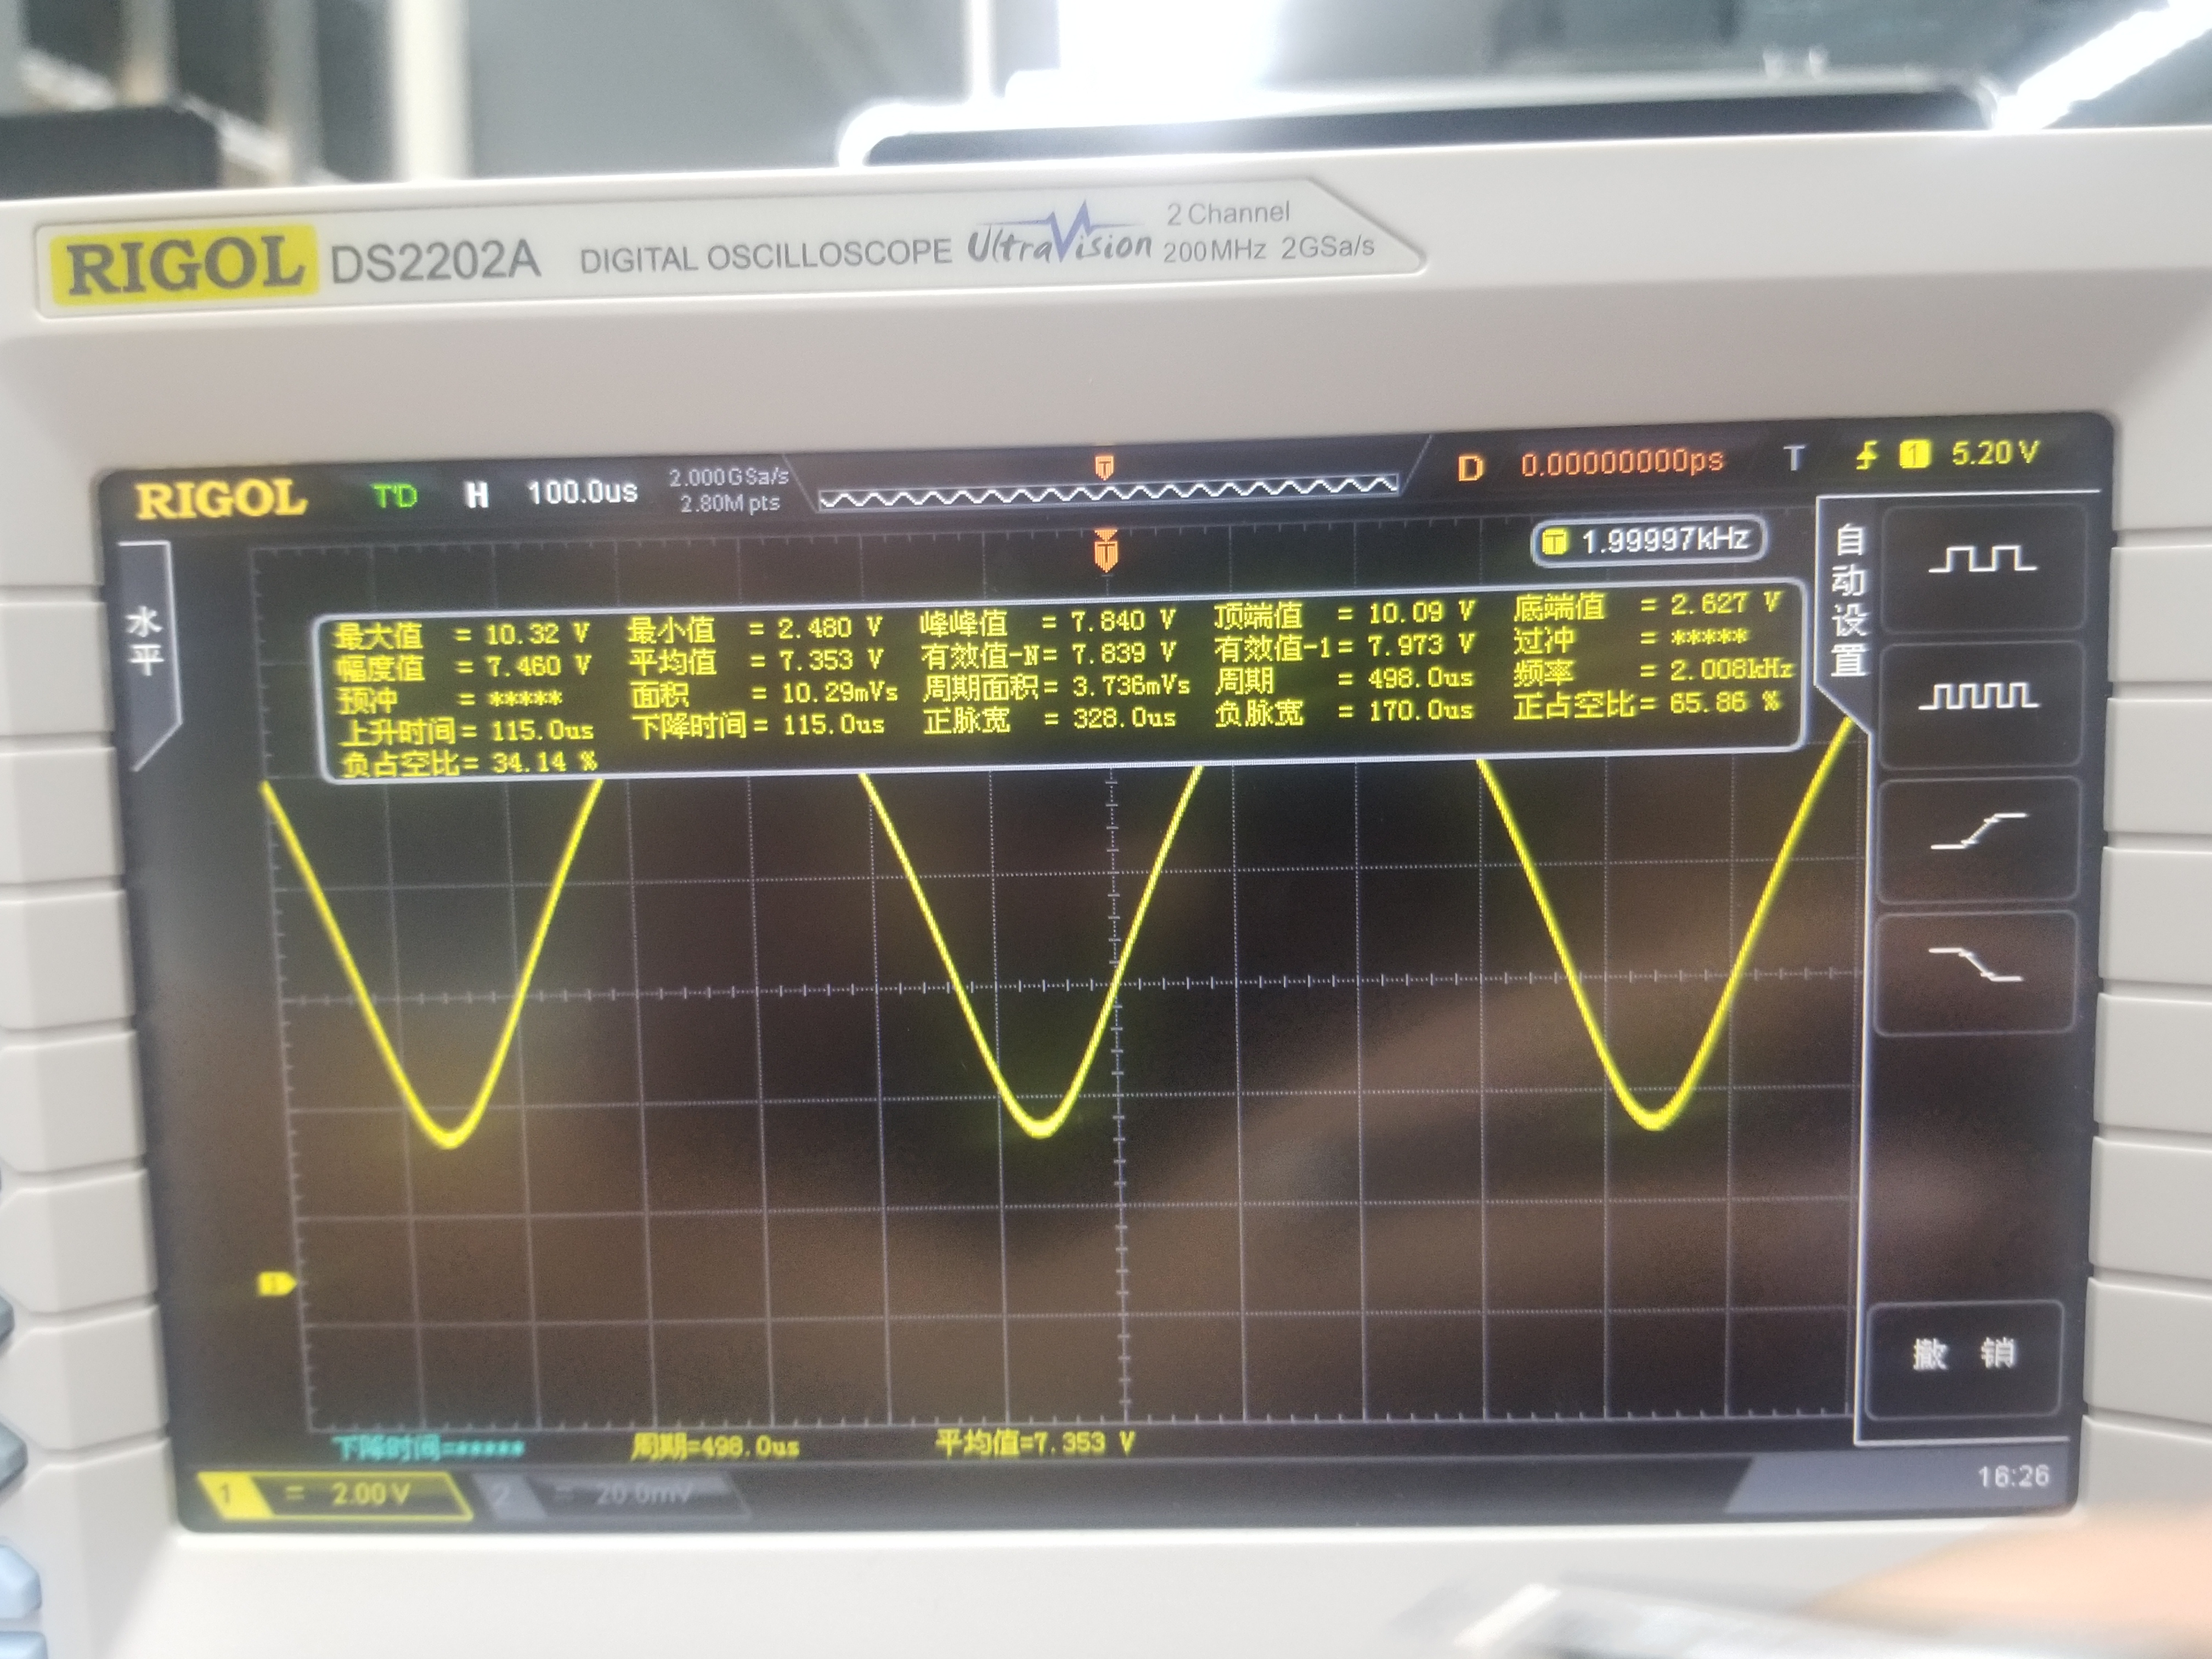 RIGOL DS2202A DIGITAL OSCILLOSCOPE UltraVision 2 Channel
200MHz 2GSa/s
RIGOL T'D H 100.0us 2.000GSa/s 2.80M pts D 0.00000000ps T 1 5.20 V
水平
T 1.99997kHz
自动设置
最大值 = 10.32 V 最小值 = 2.480 V 峰峰值 = 7.840 V 顶端值 = 10.09 V 底端值 = 2.627 V
幅度值 = 7.460 V 平均值 = 7.353 V 有效值-N= 7.839 V 有效值-1= 7.973 V 过冲 = *****
预冲 = ***** 面积 = 10.29mVs 周期面积= 3.736mVs 周期 = 498.0us 频率 = 2.008kHz
上升时间= 115.0us 下降时间= 115.0us 正脉宽 = 328.0us 负脉宽 = 170.0us 正占空比= 65.86 %
负占空比= 34.14 %
1
撤 销
下降时间=***** 周期=498.0us 平均值=7.353 V
1 = 2.00 V 2 = 20.0mV 16:26